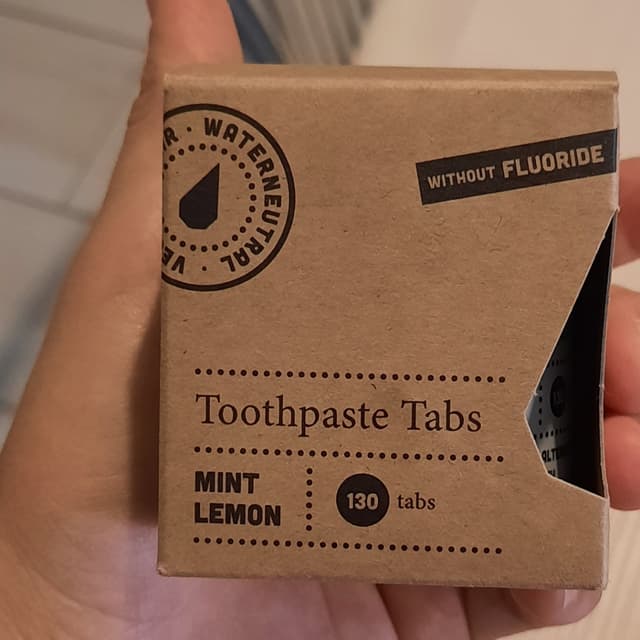 WATERNEUTRAL
WITHOUT FLUORIDE
Toothpaste Tabs
MINT
LEMON
130 tabs